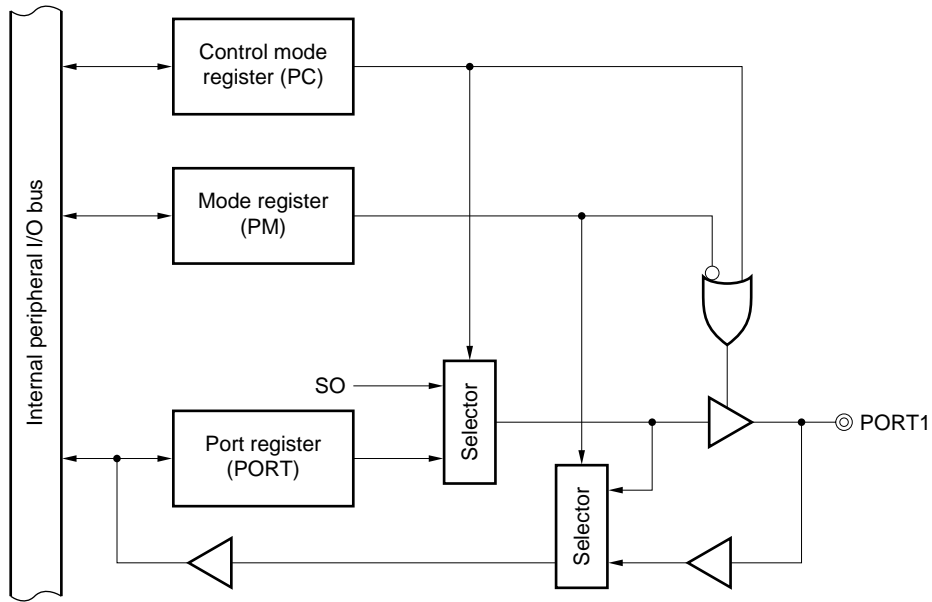 Internal peripheral I/O bus
Control mode
register (PC)
Mode register
(PM)
SO
Port register
(PORT)
Selector
Selector
PORT1